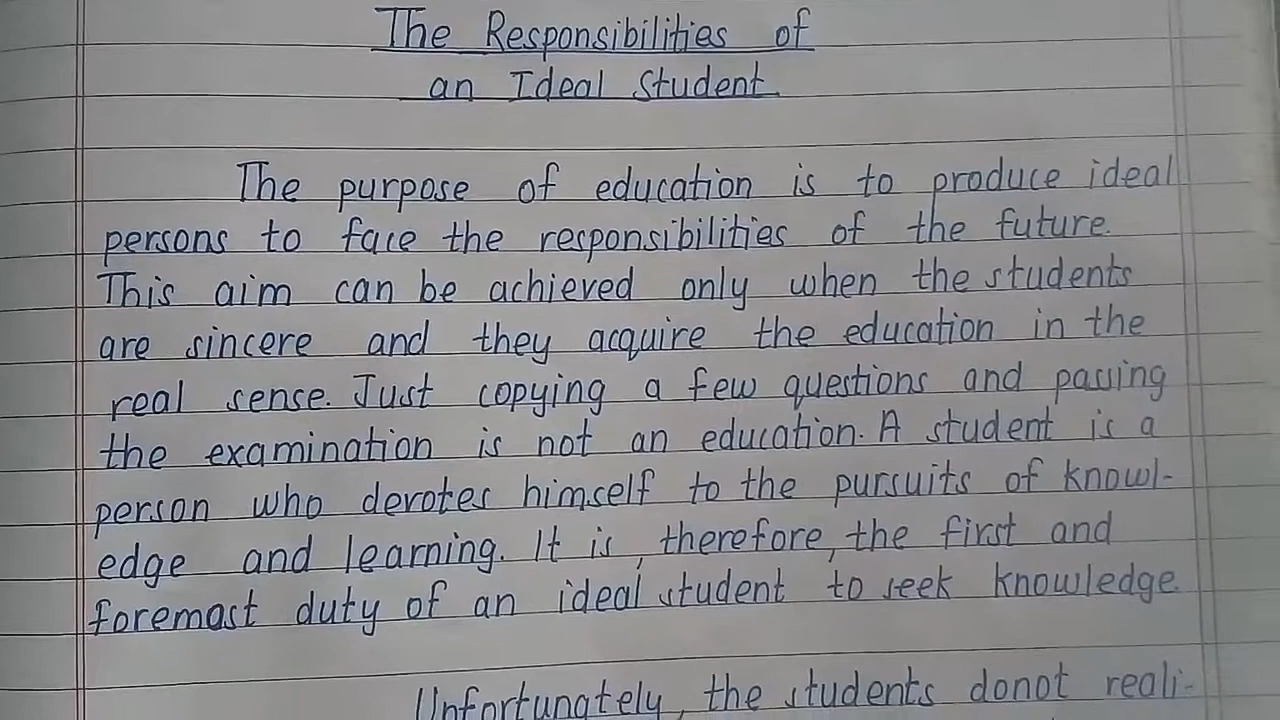 The Responsibilities of
an Ideal Student.
The purpose of education is to produce ideal
persons to face the responsibilities of the future.
This aim can be achieved only when the students
are sincere and they acquire the education in the
real sense. Just copying a few questions and passing
the examination is not an education. A student is a
person who devotes himself to the pursuits of knowl-
edge and learning. It is, therefore, the first and
foremost duty of an ideal student to seek knowledge.
Unfortunately, the students donot reali-